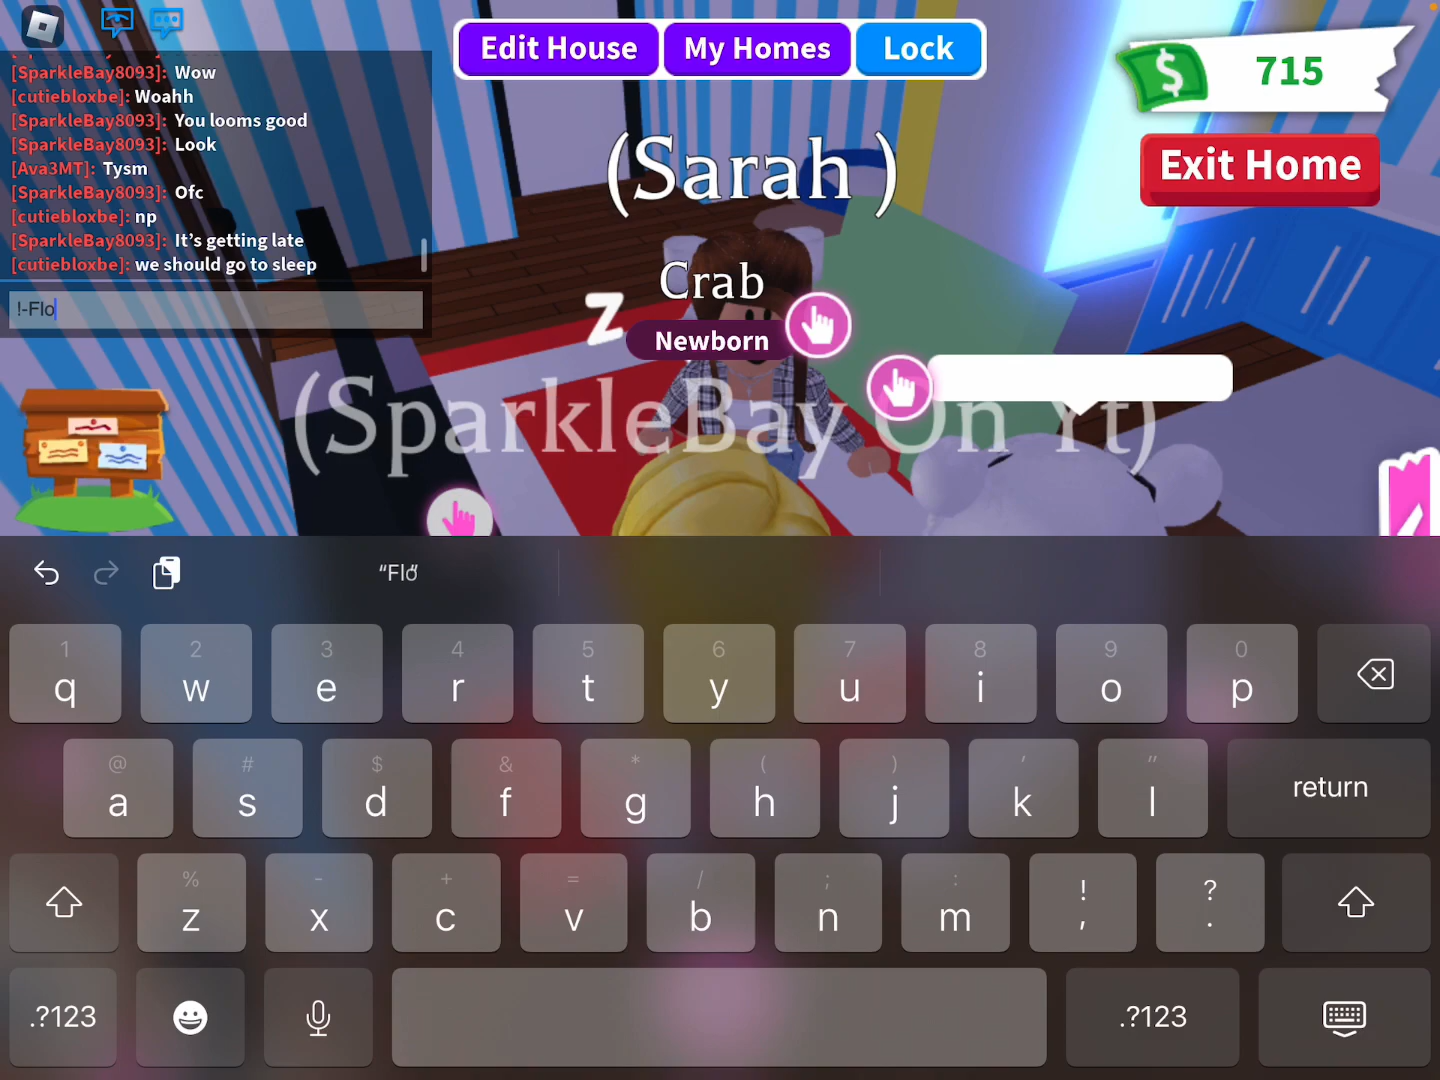 Edit House
My Homes
Lock
715
Exit Home
[SparkleBay8093]: Wow
[cutiebloxbe]: Woahh
[SparkleBay8093]: You looms good
[SparkleBay8093]: Look
[Ava3MT]: Tysm
[SparkleBay8093]: Ofc
[cutiebloxbe]: np
[SparkleBay8093]: It’s getting late
[cutiebloxbe]: we should go to sleep
!-Flo
(Sarah )
Crab
Z
Newborn
(SparkleBay On Yt)
“Flo”
1 2 3 4 5 6 7 8 9 0
q w e r t y u i o p
@ # $ & * ( ) ' "
a s d f g h j k l return
% - + = / ; : ! ?
z x c v b n m , .
.?123 .?123